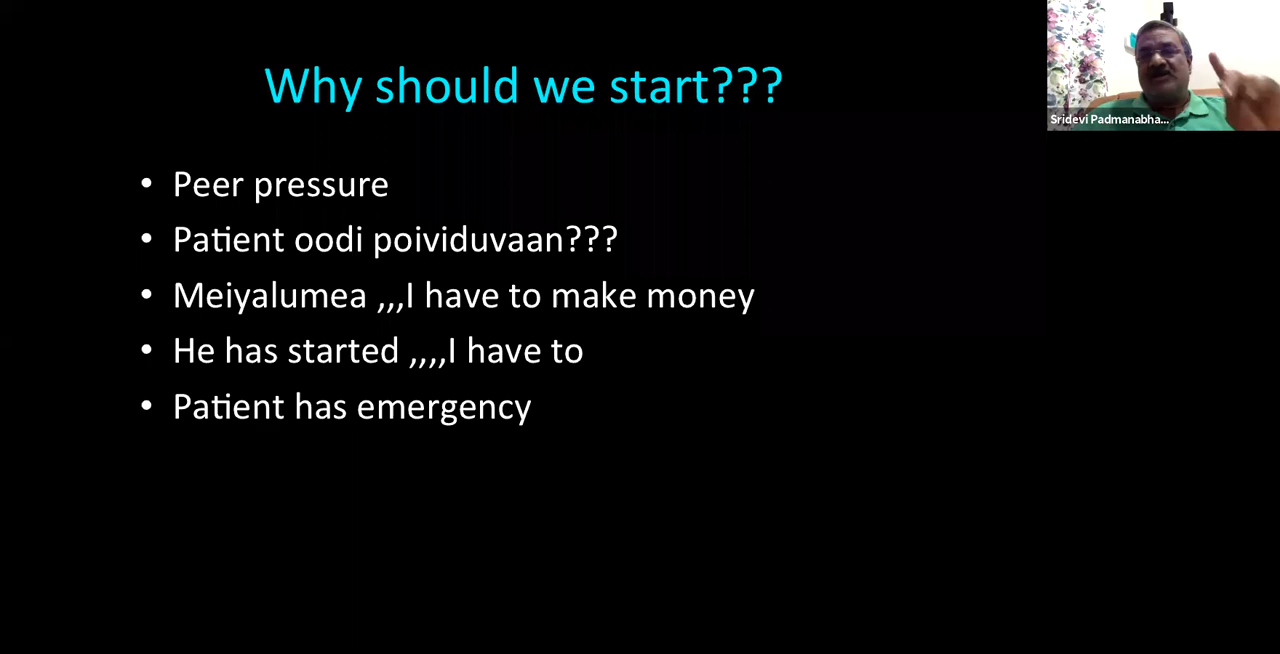 Why should we start???
Sridevi Padmanabha...
• Peer pressure
• Patient oodi poividuvaan???
• Meiyalumea ,,,I have to make money
• He has started ,,,,I have to
• Patient has emergency